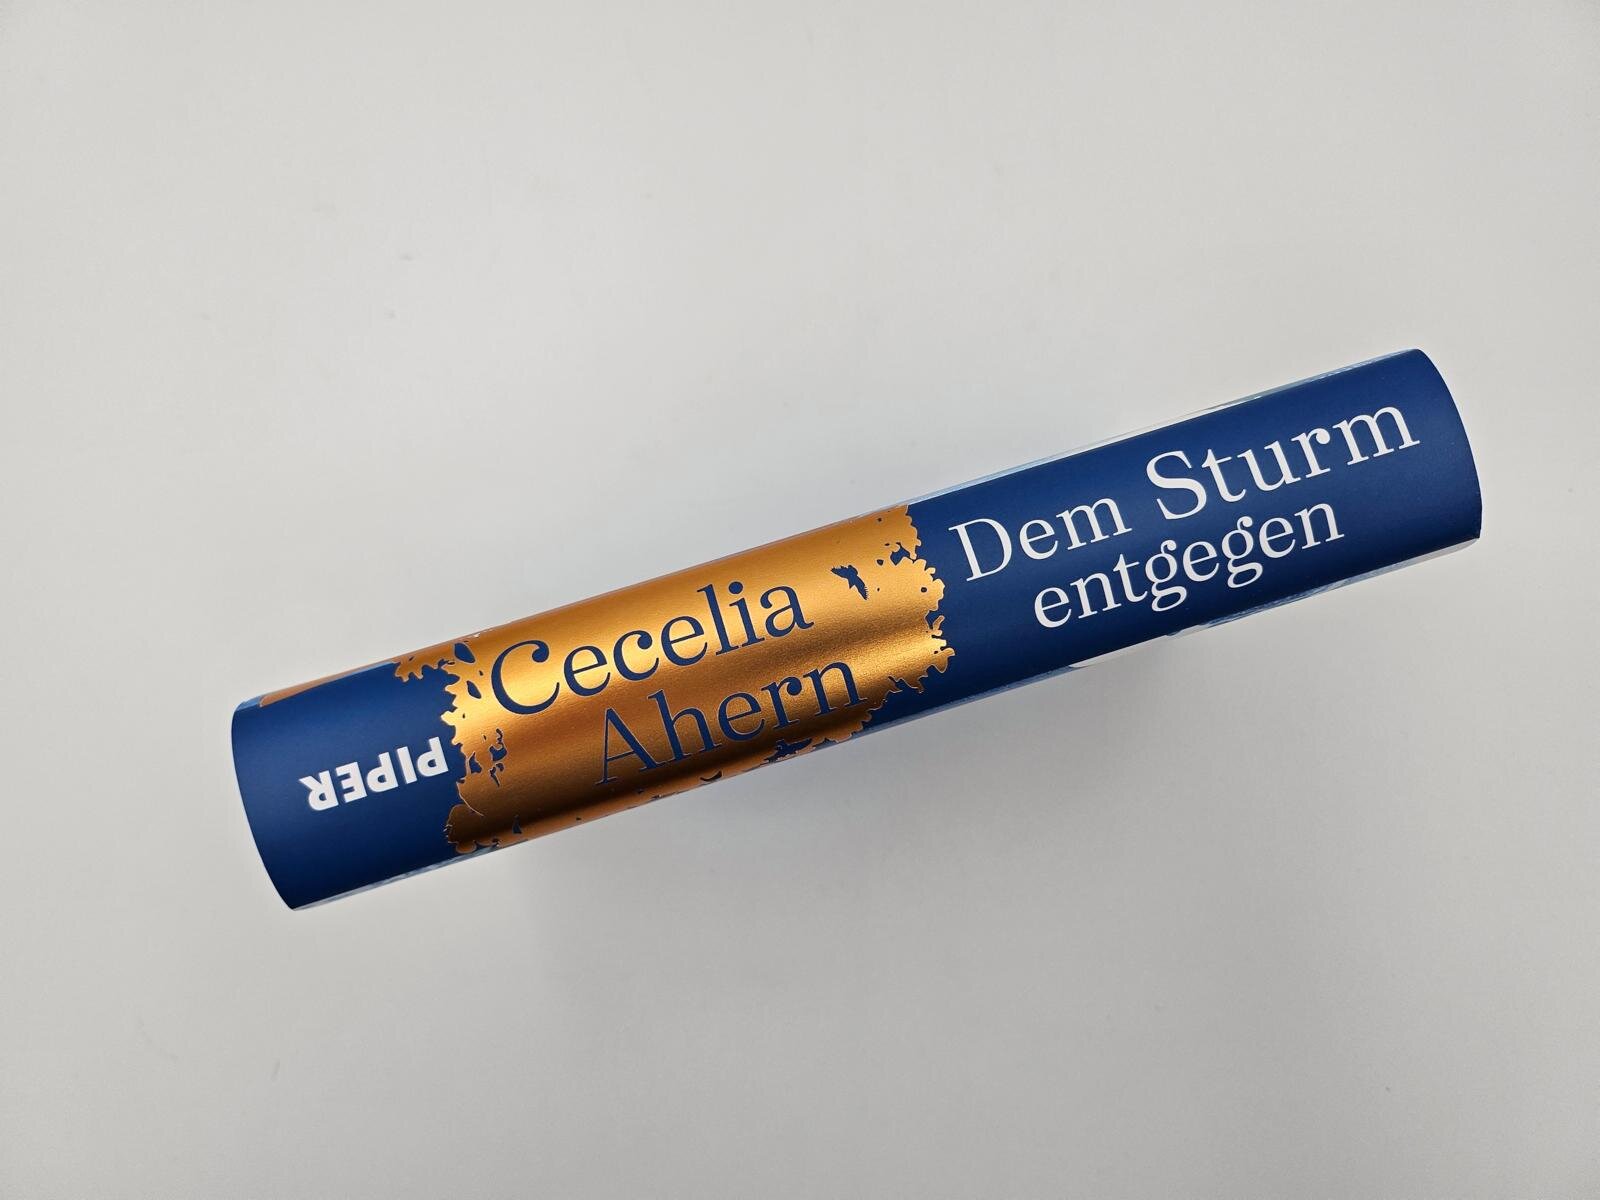 Cecelia
Ahern
Dem Sturm
entgegen
PIPER